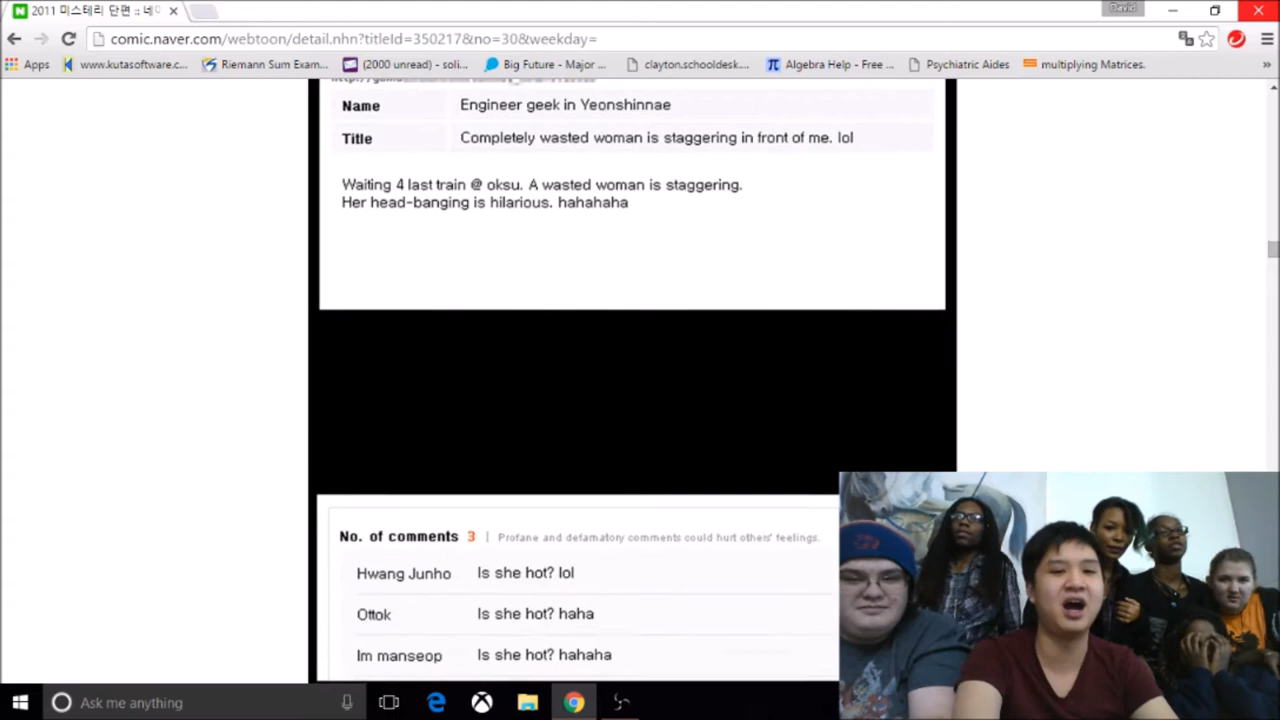 2011 미스테리 단편 :: 네이
David
comic.naver.com/webtoon/detail.nhn?titleId=350217&no=30&weekday=
Apps
www.kutasoftware.c...
Riemann Sum Exam...
(2000 unread) - soli...
Big Future - Major ...
clayton.schooldesk....
Algebra Help - Free ...
Psychiatric Aides
multiplying Matrices.
»
Name Engineer geek in Yeonshinnae
Title Completely wasted woman is staggering in front of me. lol
Waiting 4 last train @ oksu. A wasted woman is staggering.
Her head-banging is hilarious. hahahaha
No. of comments 3 | Profane and defamatory comments could hurt others' feelings.
Hwang Junho Is she hot? lol
Ottok Is she hot? haha
Im manseop Is she hot? hahaha
Ask me anything